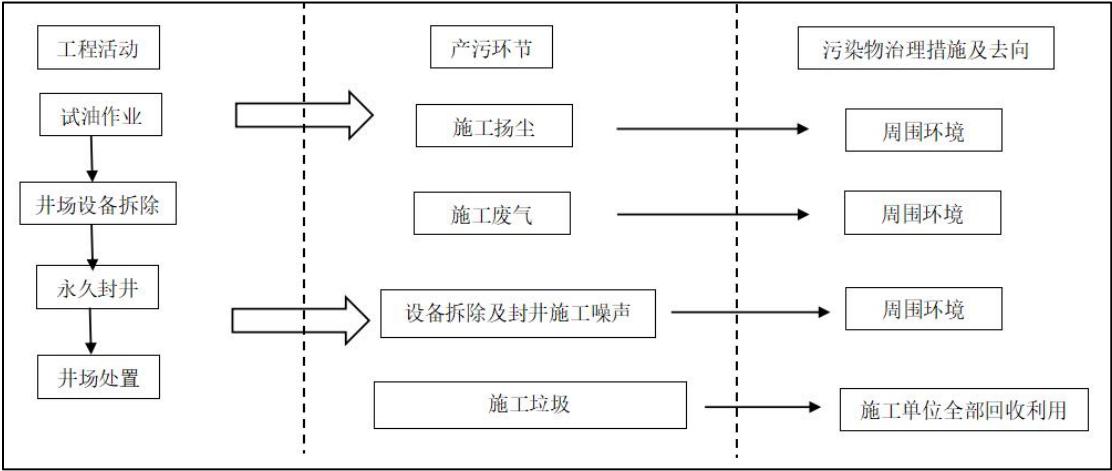 工程活动
产污环节
污染物治理措施及去向
试油作业
施工扬尘
周围环境
井场设备拆除
施工废气
周围环境
永久封井
设备拆除及封井施工噪声
周围环境
井场处置
施工垃圾
施工单位全部回收利用